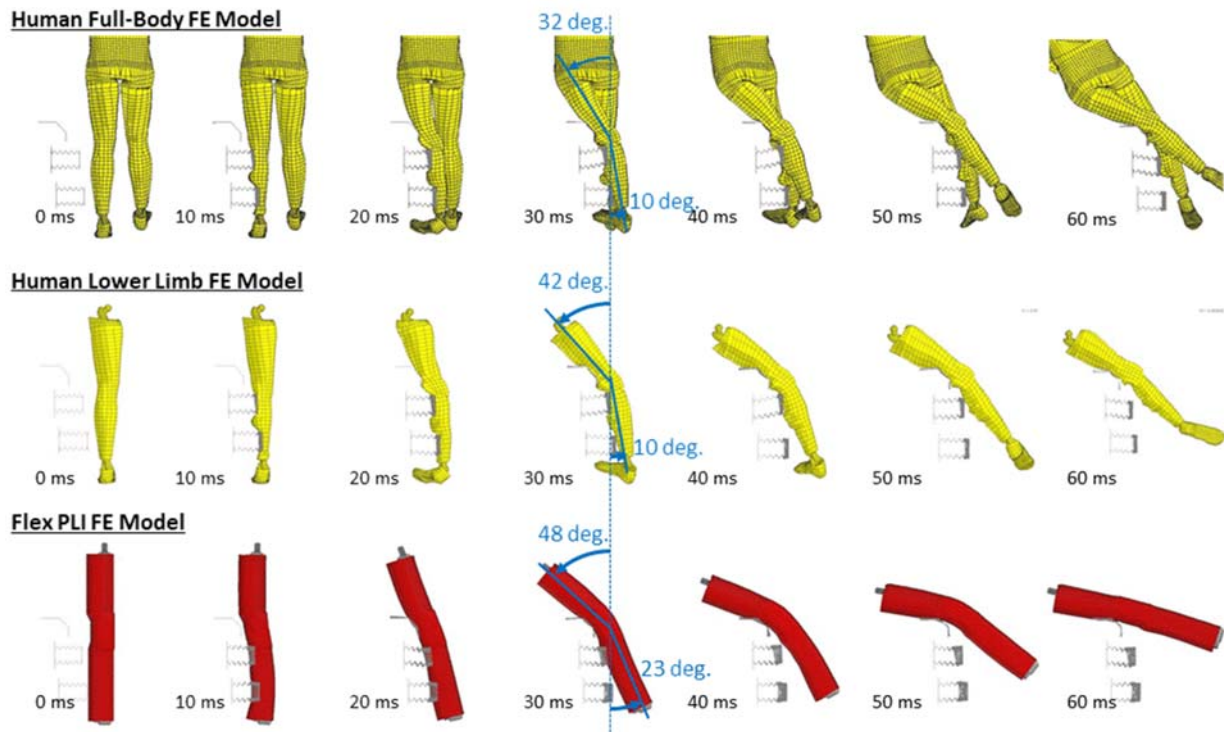 Human Full-Body FE Model
32 deg.
10 deg.
0 ms
10 ms
20 ms
30 ms
40 ms
50 ms
60 ms
Human Lower Limb FE Model
42 deg.
10 deg.
0 ms
10 ms
20 ms
30 ms
40 ms
50 ms
60 ms
Flex PLI FE Model
48 deg.
23 deg.
0 ms
10 ms
20 ms
30 ms
40 ms
50 ms
60 ms